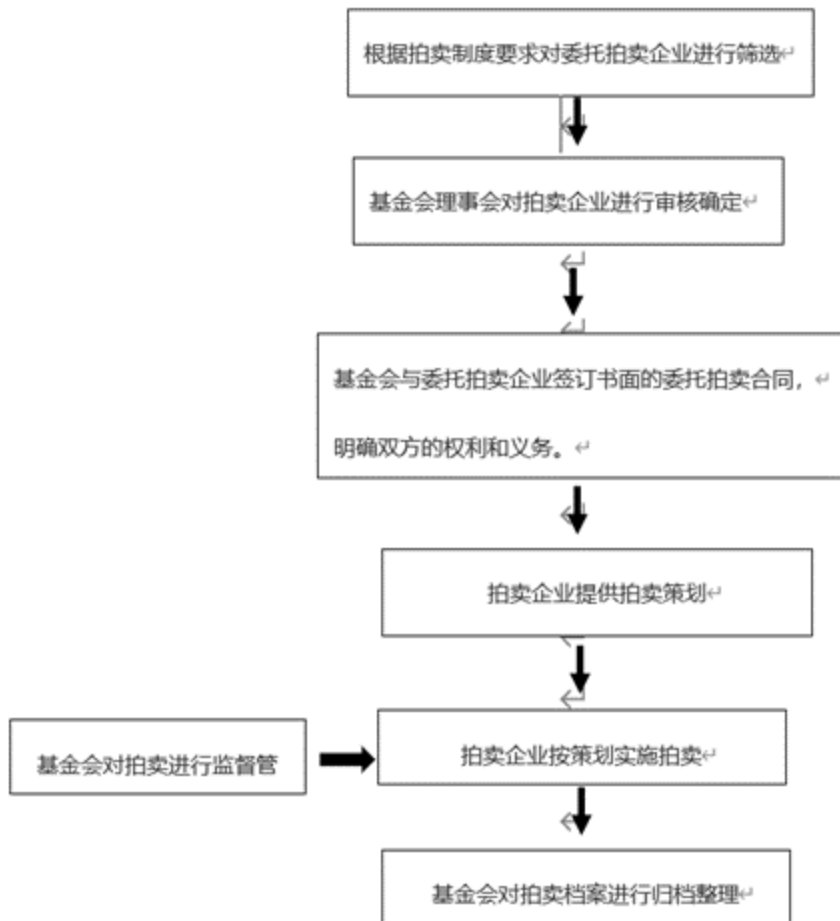 根据拍卖制度要求对委托拍卖企业进行筛选
基金会理事会对拍卖企业进行审核确定
基金会与委托拍卖企业签订书面的委托拍卖合同，
明确双方的权利和义务。
拍卖企业提供拍卖策划
基金会对拍卖进行监督管
拍卖企业按策划实施拍卖
基金会对拍卖档案进行归档整理